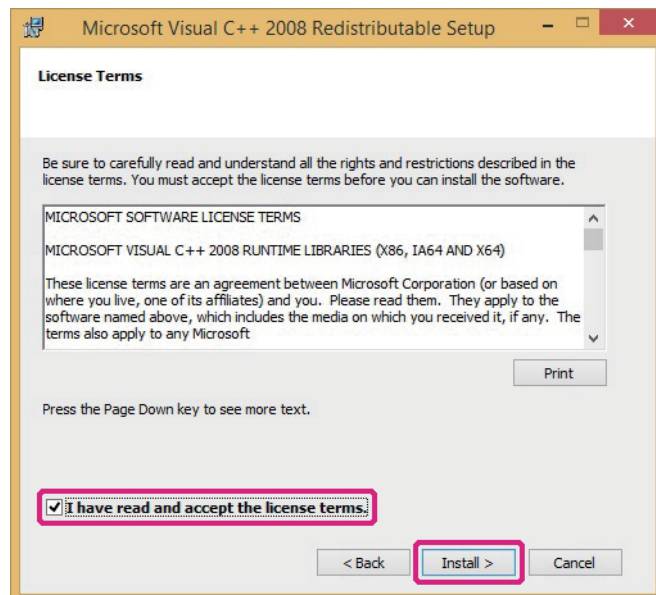 Microsoft Visual C++ 2008 Redistributable Setup
License Terms
Be sure to carefully read and understand all the rights and restrictions described in the
license terms. You must accept the license terms before you can install the software.
MICROSOFT SOFTWARE LICENSE TERMS
MICROSOFT VISUAL C++ 2008 RUNTIME LIBRARIES (X86, IA64 AND X64)
These license terms are an agreement between Microsoft Corporation (or based on
where you live, one of its affiliates) and you.  Please read them.  They apply to the
software named above, which includes the media on which you received it, if any.  The
terms also apply to any Microsoft
Print
Press the Page Down key to see more text.
I have read and accept the license terms.
< Back
Install >
Cancel